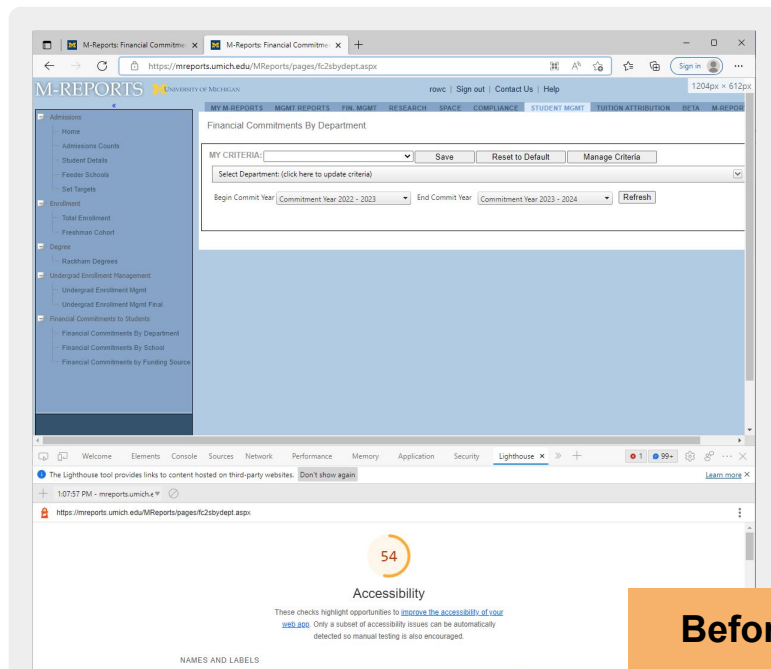 M-Reports: Financial Commitme
M-Reports: Financial Commitme
https://mreports.umich.edu/MReports/pages/fc2sbydept.aspx
Sign in
M-REPORTS UNIVERSITY OF MICHIGAN
rowc | Sign out | Contact Us | Help
1204px × 612px
MY M-REPORTS MGMT REPORTS FIN. MGMT RESEARCH SPACE COMPLIANCE STUDENT MGMT TUITION ATTRIBUTION BETA M-REPOR
«
Admissions
Home
Admissions Counts
Student Details
Feeder Schools
Set Targets
Enrollment
Total Enrollment
Freshman Cohort
Degree
Rackham Degrees
Undergrad Enrollment Management
Undergrad Enrollment Mgmt
Undergrad Enrollment Mgmt Final
Financial Commitments to Students
Financial Commitments By Department
Financial Commitments By School
Financial Commitments by Funding Source
Financial Commitments By Department
MY CRITERIA: Save Reset to Default Manage Criteria
Select Department: (click here to update criteria)
Begin Commit Year Commitment Year 2022 - 2023 End Commit Year Commitment Year 2023 - 2024 Refresh
Welcome Elements Console Sources Network Performance Memory Application Security Lighthouse 1 99+
The Lighthouse tool provides links to content hosted on third-party websites. Don't show again Learn more
1:07:57 PM - mreports.umich.e
https://mreports.umich.edu/MReports/pages/fc2sbydept.aspx
54
Accessibility
These checks highlight opportunities to improve the accessibility of your
web app. Only a subset of accessibility issues can be automatically
detected so manual testing is also encouraged.
NAMES AND LABELS
Befor